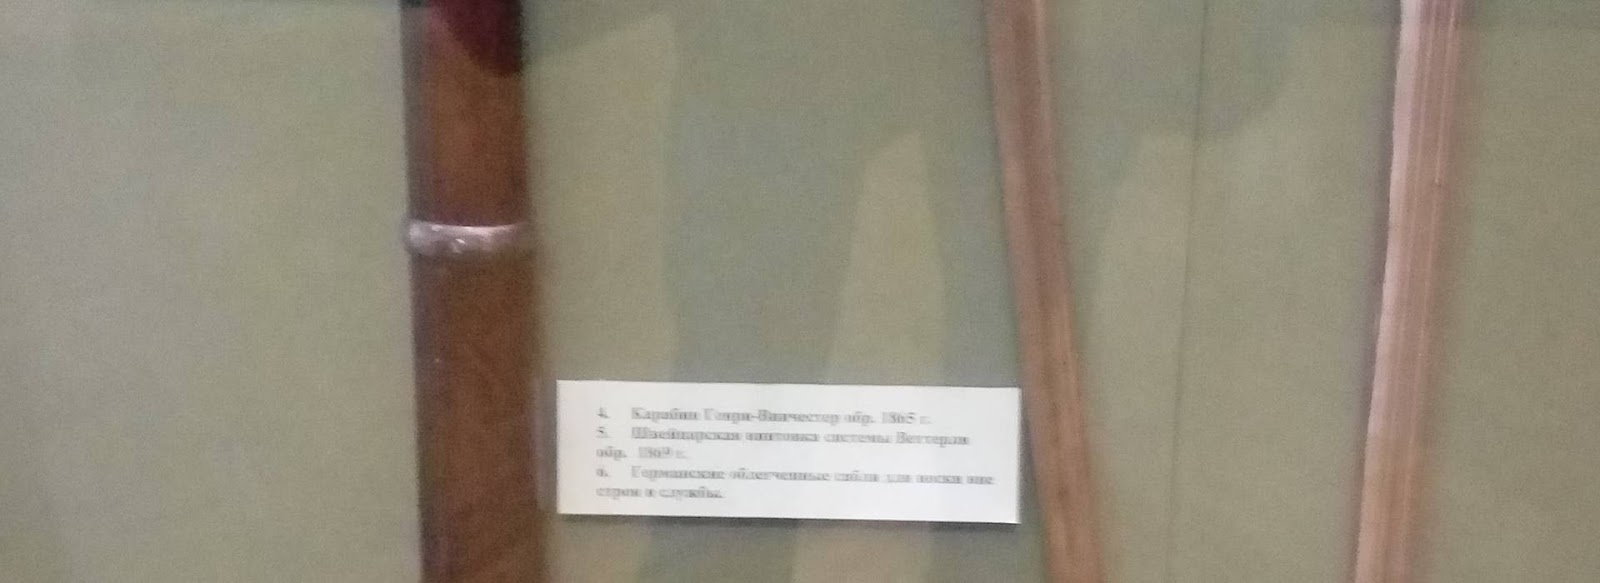 4. Карабин Генри-Винчестер обр. 1865 г.
5. Швейцарская винтовка системы Веттерли
обр. 1869 г.
6. Германские облегченные сабли для носки вне
строя и службы.